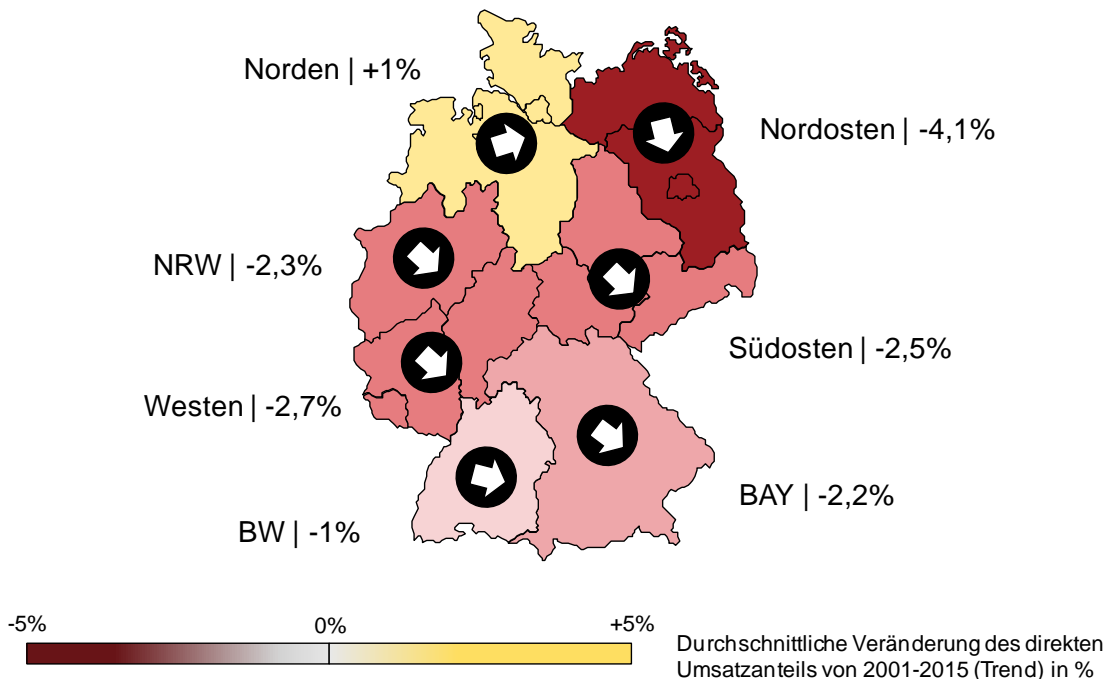 Norden | +1%
Nordosten | -4,1%
NRW | -2,3%
Südosten | -2,5%
Westen | -2,7%
BAY | -2,2%
BW | -1%
-5%
0%
+5%
Durchschnittliche Veränderung des direkten
Umsatzanteils von 2001-2015 (Trend) in %